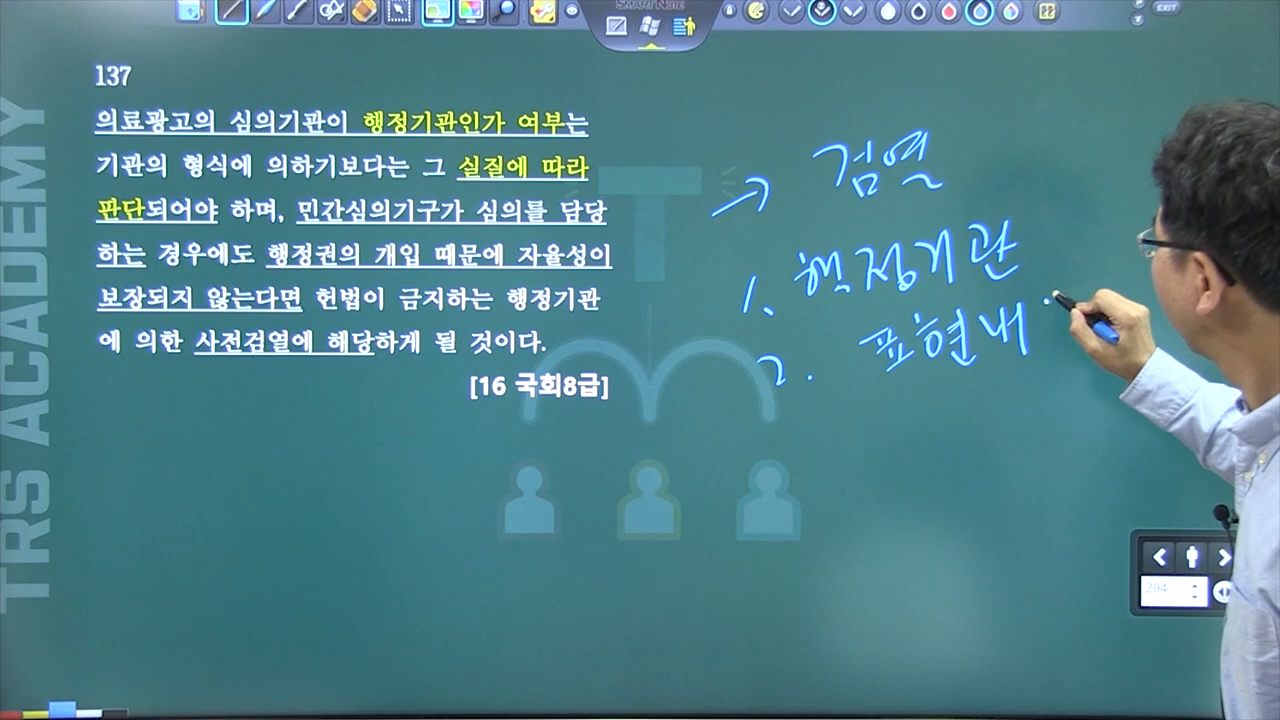 SMART NOTE
EXIT
137
의료광고의 심의기관이 행정기관인가 여부는
기관의 형식에 의하기보다는 그 실질에 따라
판단되어야 하며, 민간심의기구가 심의를 담당
하는 경우에도 행정권의 개입 때문에 자율성이
보장되지 않는다면 헌법이 금지하는 행정기관
에 의한 사전검열에 해당하게 될 것이다.
[16 국회8급]
→ 검열
1. 행정기관
2. 표현내
TRS ACADEMY
294